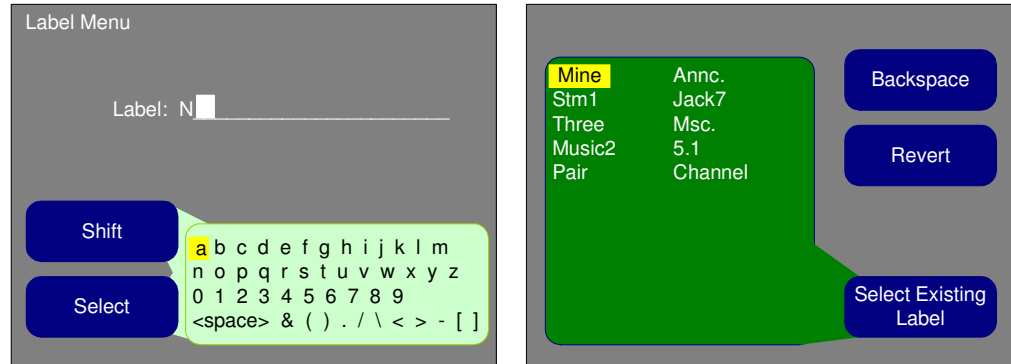 Label Menu
Label: N
Shift
Select
a b c d e f g h i j k l m
n o p q r s t u v w x y z
0 1 2 3 4 5 6 7 8 9
<space> & ( ) . / \ < > - [ ]
Mine Annc.
Stm1 Jack7
Three Msc.
Music2 5.1
Pair Channel
Backspace
Revert
Select Existing
Label